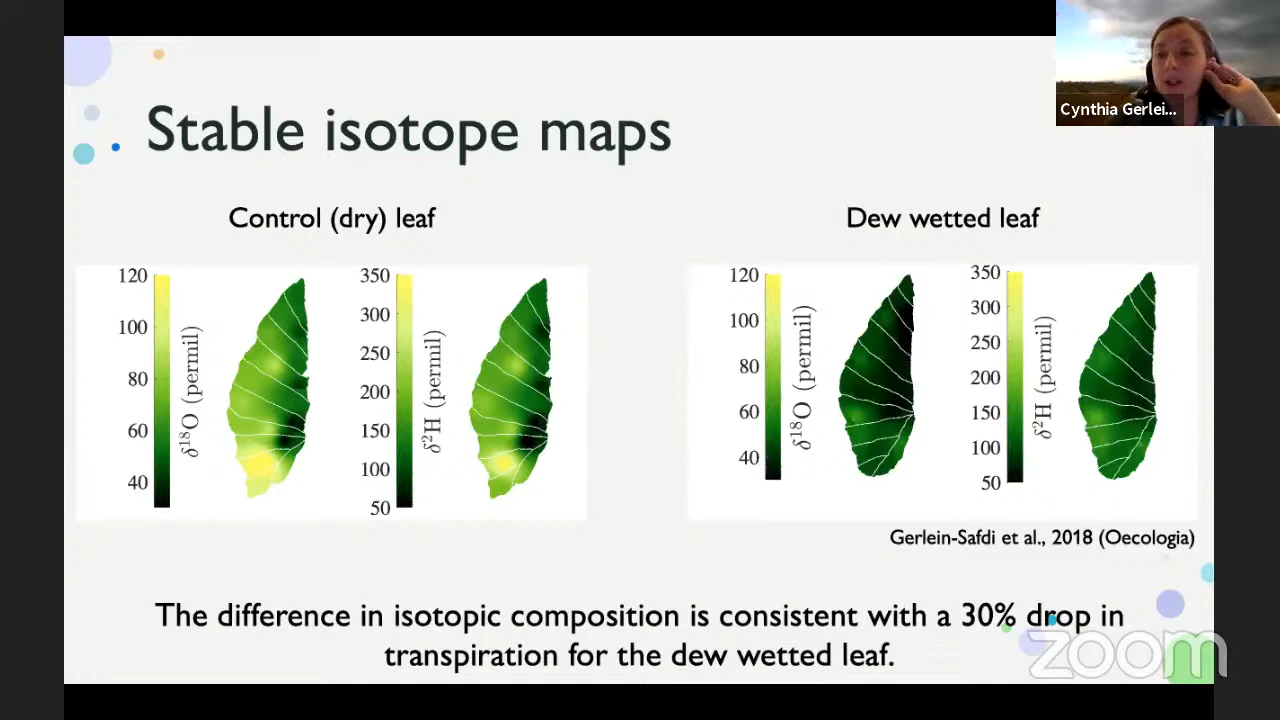 Cynthia Gerlei...
Stable isotope maps
Control (dry) leaf
Dew wetted leaf
120
100
80
60
40
δ18O (permil)
350
300
250
200
150
100
50
δ2H (permil)
120
100
80
60
40
δ18O (permil)
350
300
250
200
150
100
50
δ2H (permil)
Gerlein-Safdi et al., 2018 (Oecologia)
The difference in isotopic composition is consistent with a 30% drop in
transpiration for the dew wetted leaf.
zoom